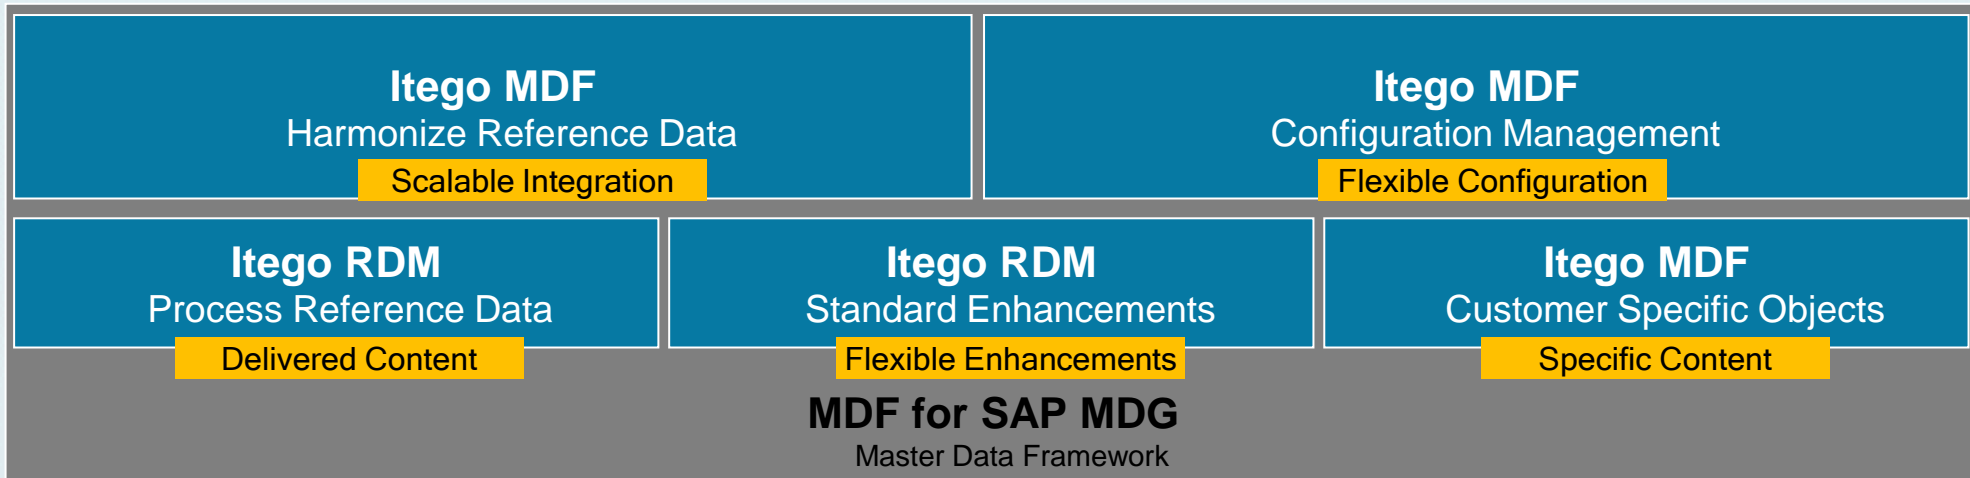 Itego MDF
Harmonize Reference Data
Scalable Integration
Itego MDF
Configuration Management
Flexible Configuration
Itego RDM
Process Reference Data
Delivered Content
Itego RDM
Standard Enhancements
Flexible Enhancements
Itego MDF
Customer Specific Objects
Specific Content
MDF for SAP MDG
Master Data Framework